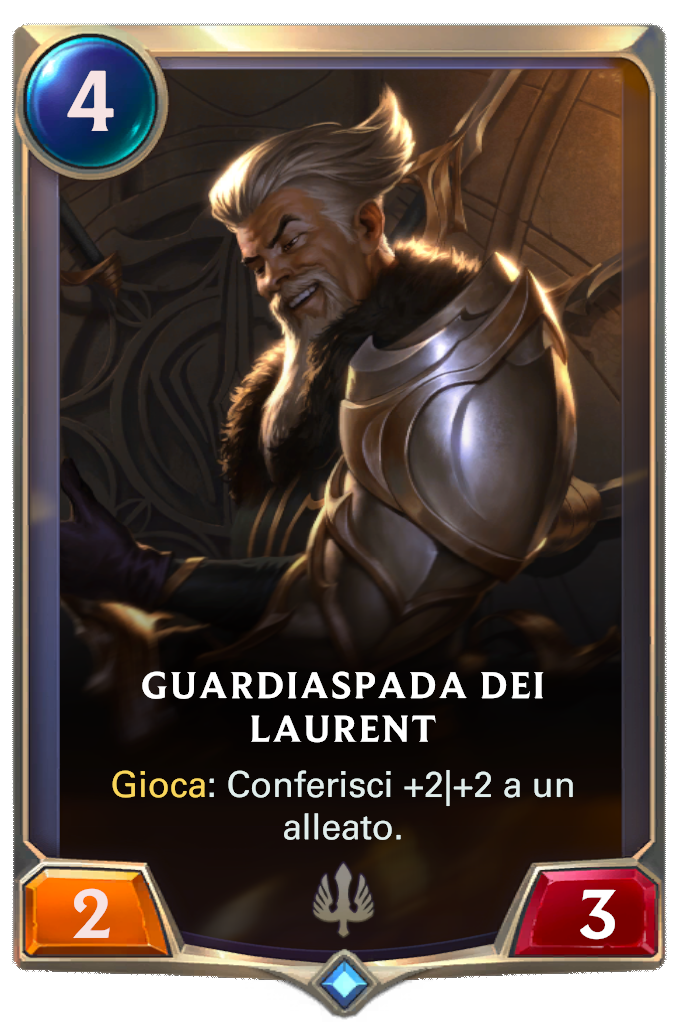 4
GUARDIASPADA DEI
LAURENT
Gioca: Conferisci +2|+2 a un
alleato.
2
3